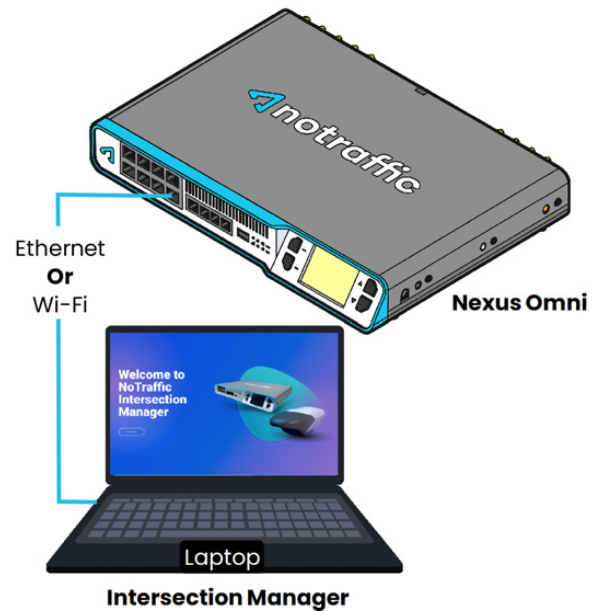 notraffic
Ethernet
Or
Wi-Fi
Nexus Omni
Welcome to
NoTraffic
Intersection
Manager
Laptop
Intersection Manager